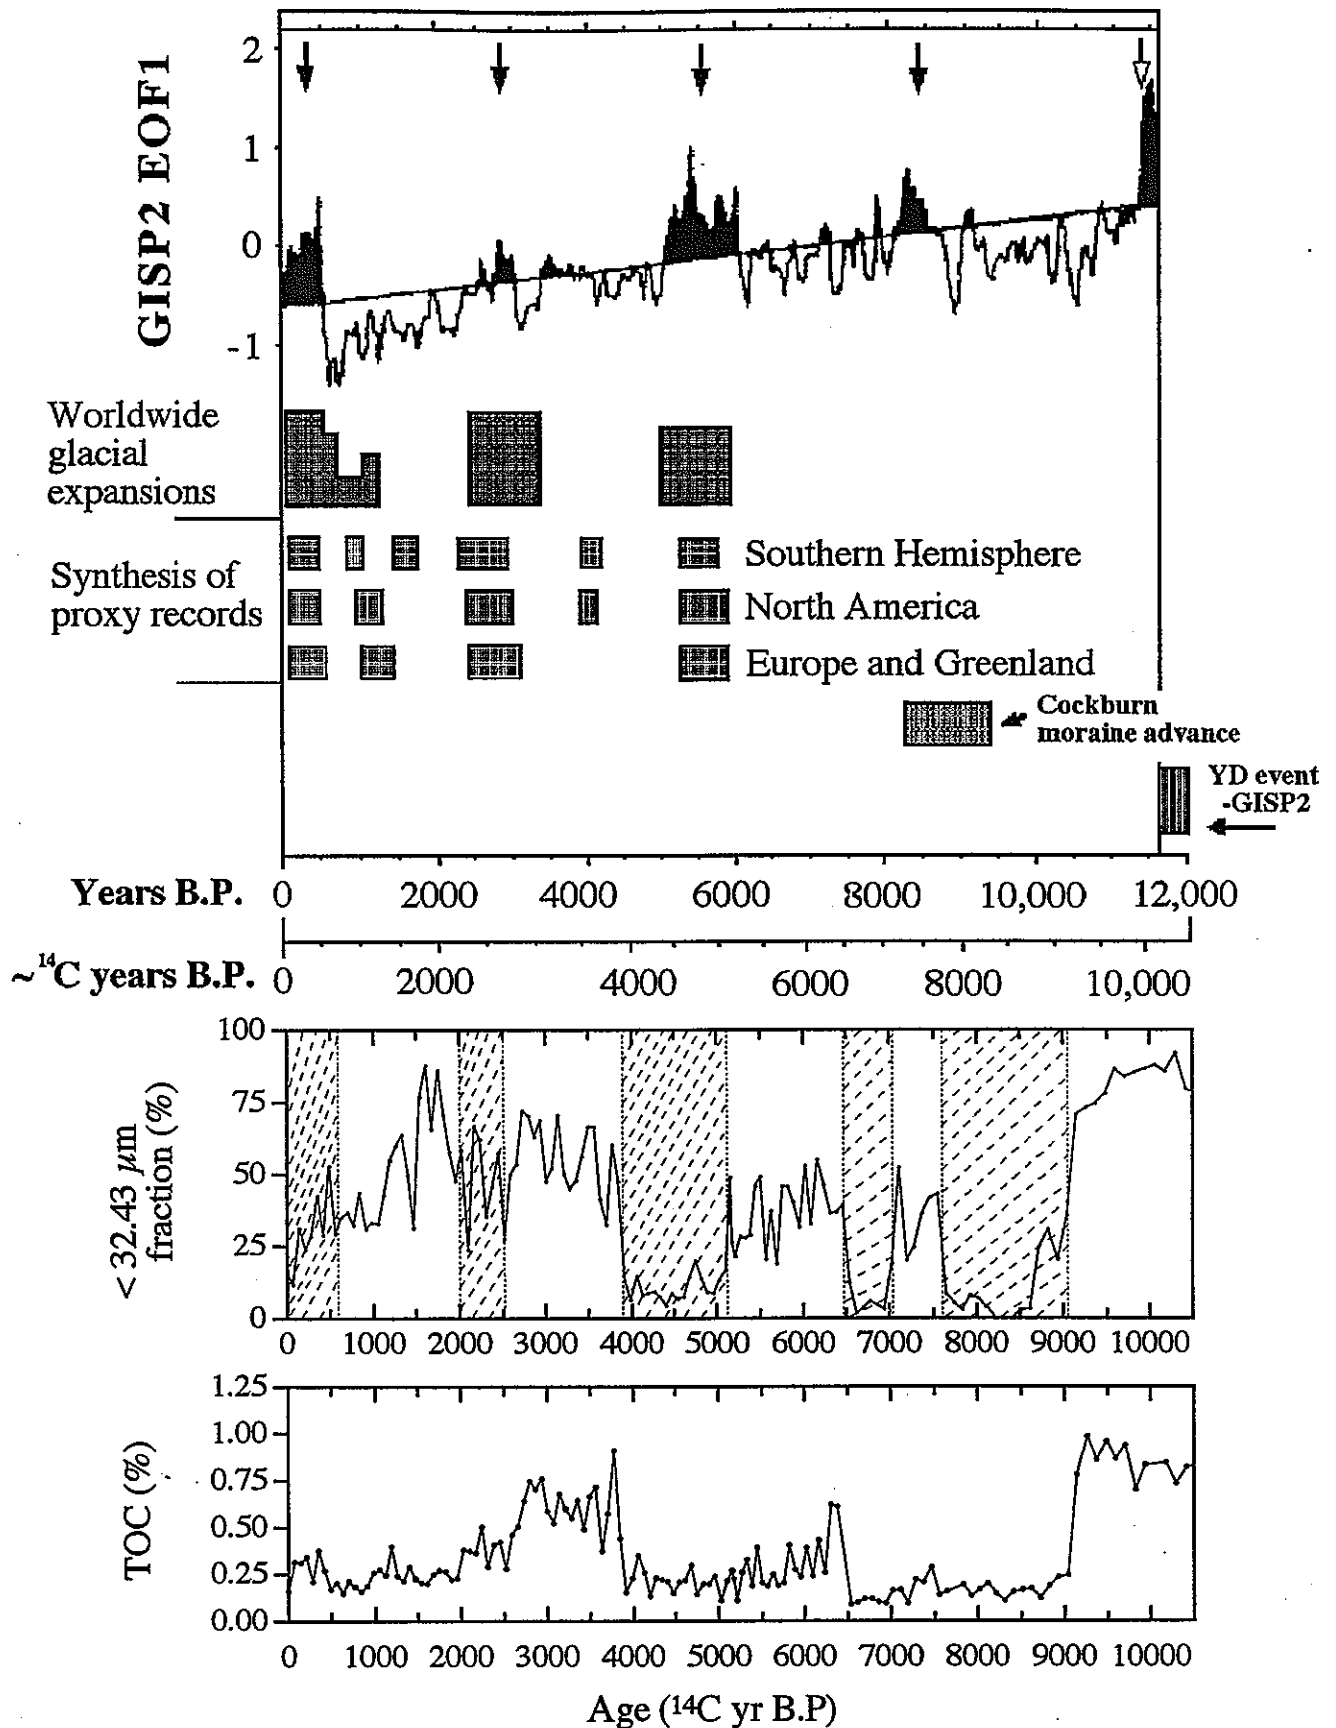 GISP2 EOF1
2
1
0
-1
Worldwide
glacial
expansions
Synthesis of
proxy records
Southern Hemisphere
North America
Europe and Greenland
Cockburn
moraine advance
YD event
-GISP2
Years B.P. 0 2000 4000 6000 8000 10,000 12,000
~¹⁴C years B.P. 0 2000 4000 6000 8000 10,000
<32.43 μm
fraction (%)
100
75
50
25
0
0 1000 2000 3000 4000 5000 6000 7000 8000 9000 10000
TOC (%)
1.25
1.00
0.75
0.50
0.25
0.00
0 1000 2000 3000 4000 5000 6000 7000 8000 9000 10000
Age (¹⁴C yr B.P)